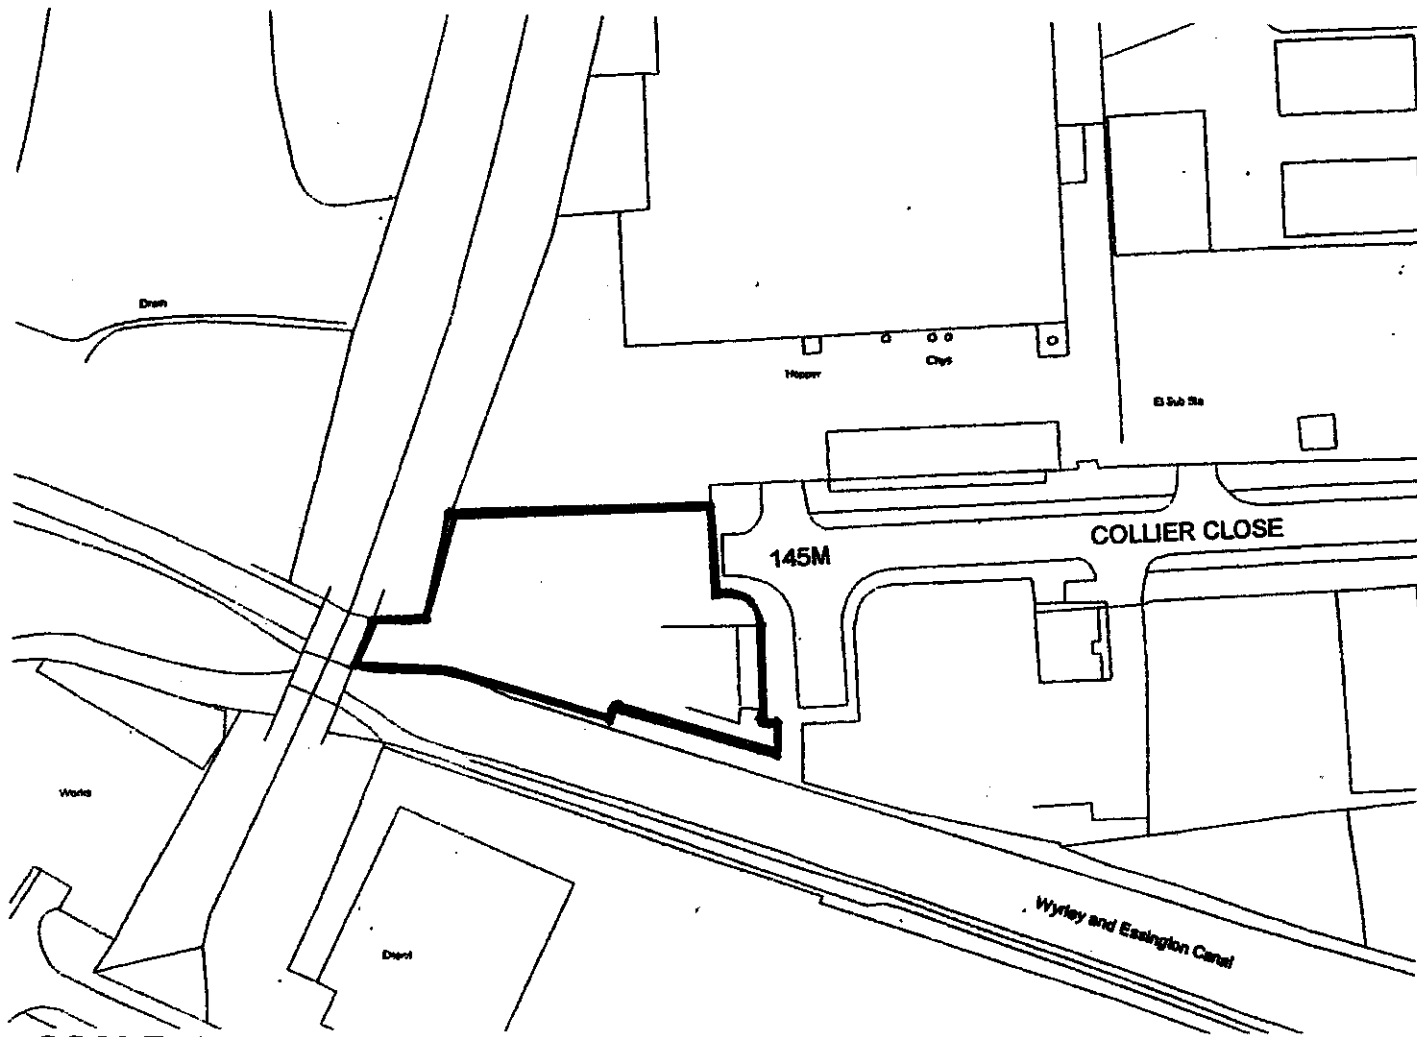 Drain
Hopper
Chys
El Sub Sta
COLLIER CLOSE
145M
Works
Wyrley and Essington Canal
Depot